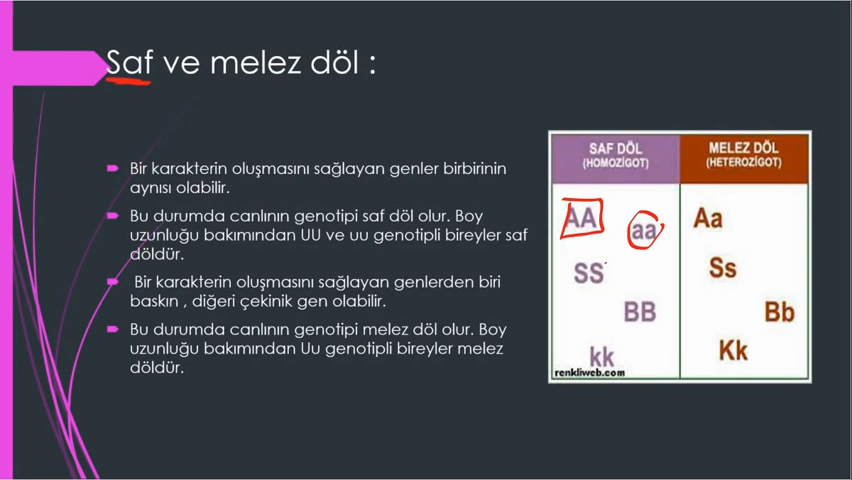 Saf ve melez döl :
Bir karakterin oluşmasını sağlayan genler birbirinin
aynısı olabilir.
Bu durumda canlının genotipi saf döl olur. Boy
uzunluğu bakımından UU ve uu genotipli bireyler saf
döldür.
Bir karakterin oluşmasını sağlayan genlerden biri
baskın , diğeri çekinik gen olabilir.
Bu durumda canlının genotipi melez döl olur. Boy
uzunluğu bakımından Uu genotipli bireyler melez
döldür.
SAF DÖL
(HOMOZİGOT)
AA
aa
SS
BB
kk
renkliweb.com
MELEZ DÖL
(HETEROZİGOT)
Aa
Ss
Bb
Kk